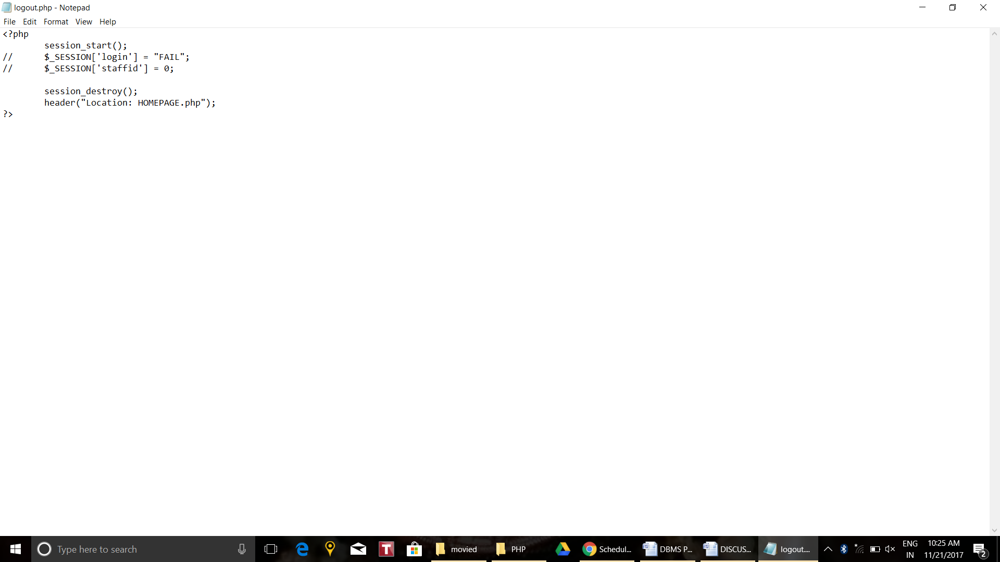 logout.php - Notepad
File Edit Format View Help
<?php
session_start();
// $_SESSION['login'] = "FAIL";
// $_SESSION['staffid'] = 0;
session_destroy();
header("Location: HOMEPAGE.php");
?>
Type here to search T movied PHP Schedul... DBMS P... DISCUS... logout.... ENG 10:25 AM
IN 11/21/2017 2